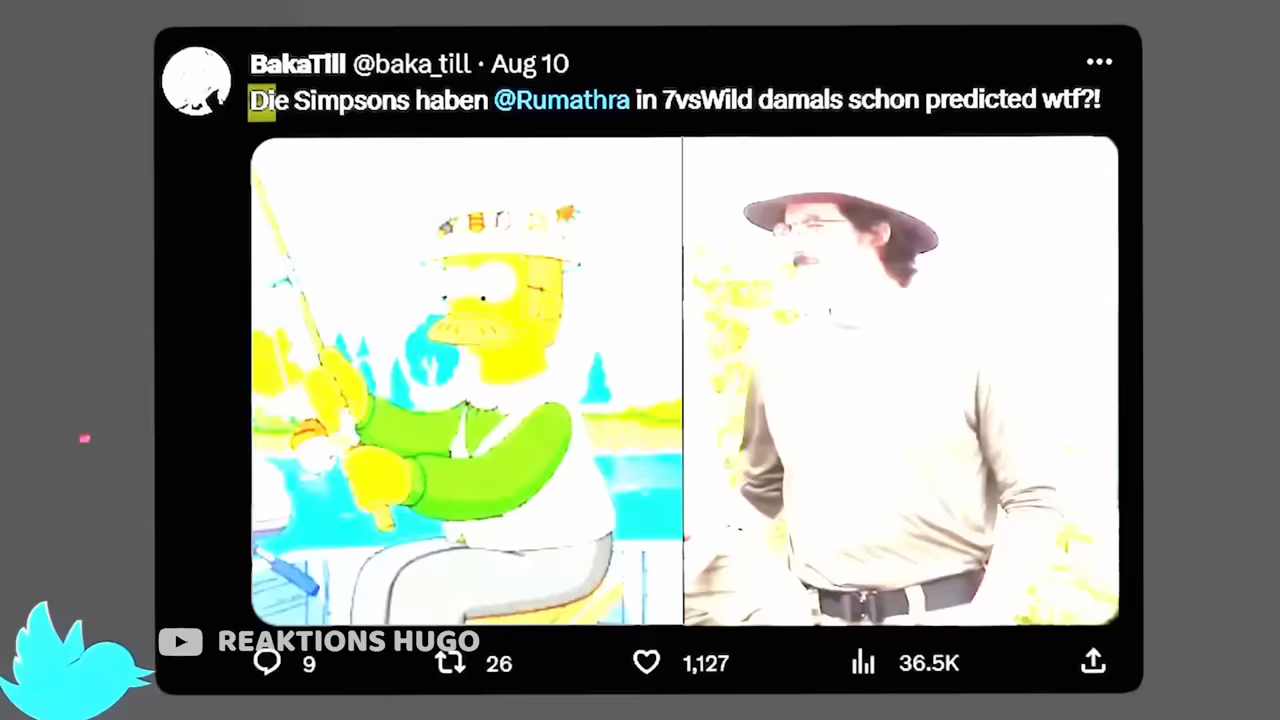 BakaTill @baka_till · Aug 10
Die Simpsons haben @Rumathra in 7vsWild damals schon predicted wtf?!
REAKTIONS HUGO
9 26 1,127 36.5K